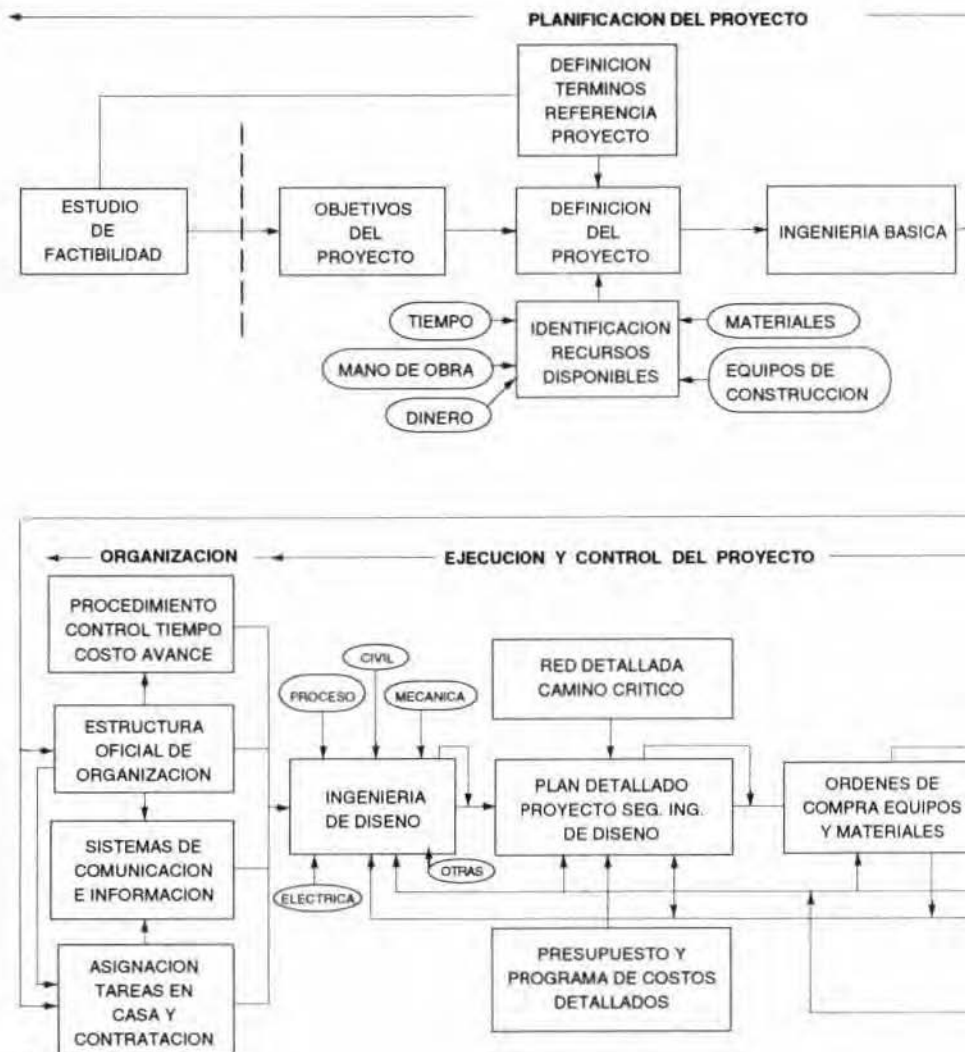 PLANIFICACION DEL PROYECTO
DEFINICION
TERMINOS
REFERENCIA
PROYECTO
ESTUDIO
DE
FACTIBILIDAD
OBJETIVOS
DEL
PROYECTO
DEFINICION
DEL
PROYECTO
INGENIERIA BASICA
TIEMPO
MANO DE OBRA
DINERO
IDENTIFICACION
RECURSOS
DISPONIBLES
MATERIALES
EQUIPOS DE
CONSTRUCCION
ORGANIZACION
EJECUCION Y CONTROL DEL PROYECTO
PROCEDIMIENTO
CONTROL TIEMPO
COSTO AVANCE
ESTRUCTURA
OFICIAL DE
ORGANIZACION
SISTEMAS DE
COMUNICACION
E INFORMACION
ASIGNACION
TAREAS EN
CASA Y
CONTRATACION
PROCESO
CIVIL
MECANICA
INGENIERIA
DE DISENO
ELECTRICA
OTRAS
RED DETALLADA
CAMINO CRITICO
PLAN DETALLADO
PROYECTO SEG. ING.
DE DISENO
PRESUPUESTO Y
PROGRAMA DE COSTOS
DETALLADOS
ORDENES DE
COMPRA EQUIPOS
Y MATERIALES